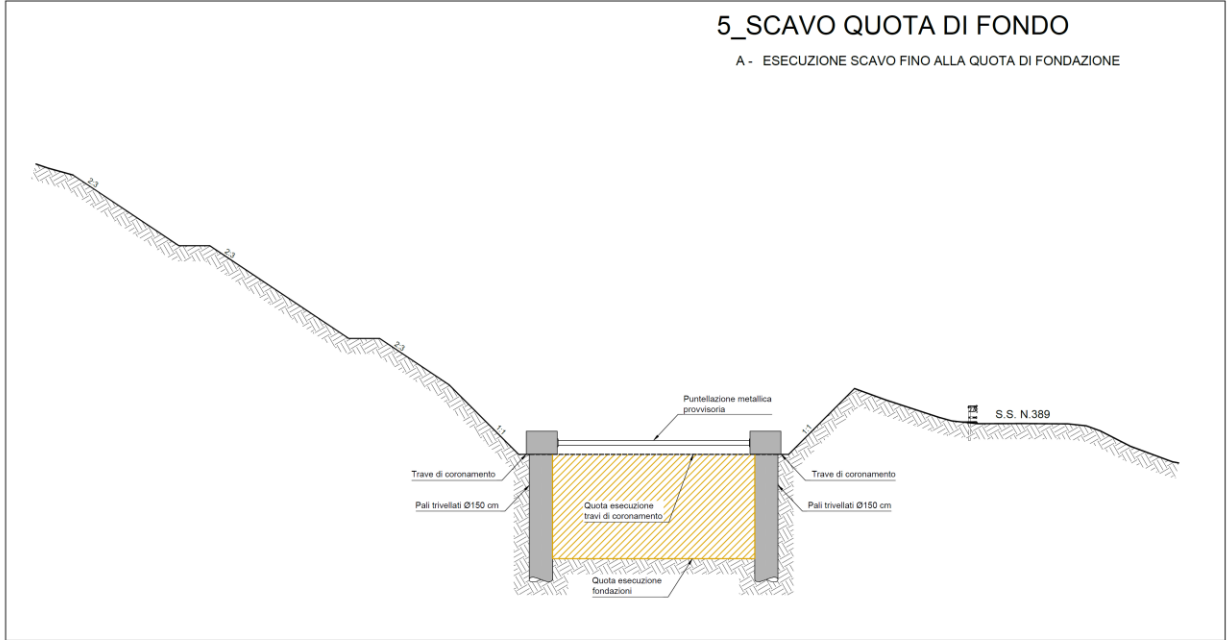 5_SCAVO QUOTA DI FONDO
A - ESECUZIONE SCAVO FINO ALLA QUOTA DI FONDAZIONE
2:3
2:3
2:3
1:1
Puntellazione metallica
provvisoria
1:1
S.S. N.389
Trave di coronamento
Trave di coronamento
Pali trivellati Ø150 cm
Quota esecuzione
travi di coronamento
Pali trivellati Ø150 cm
Quota esecuzione
fondazioni